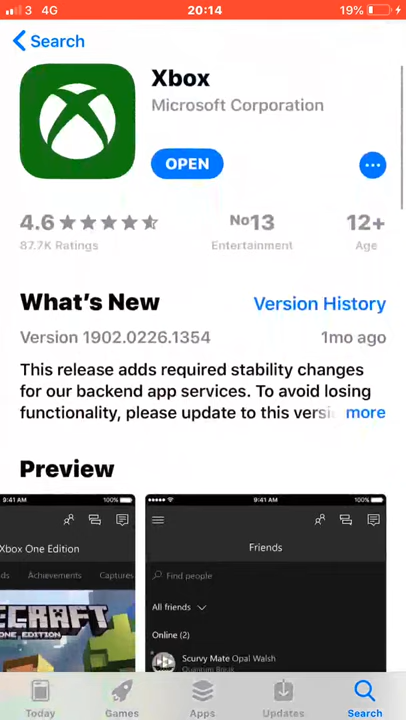 3 4G 20:14 19%
Search
Xbox
Microsoft Corporation
OPEN
4.6 No13 12+
87.7K Ratings Entertainment Age
What's New Version History
Version 1902.0226.1354 1mo ago
This release adds required stability changes
for our backend app services. To avoid losing
functionality, please update to this versi more
Preview
9:41 AM 100% 9:41 AM 100%
Xbox One Edition Friends
ds Achievements Captures Find people
All friends
ECRAFT
ONE EDITION
Online (2)
Scurvy Mate Opal Walsh
Quantum Break
Today Games Apps Updates Search